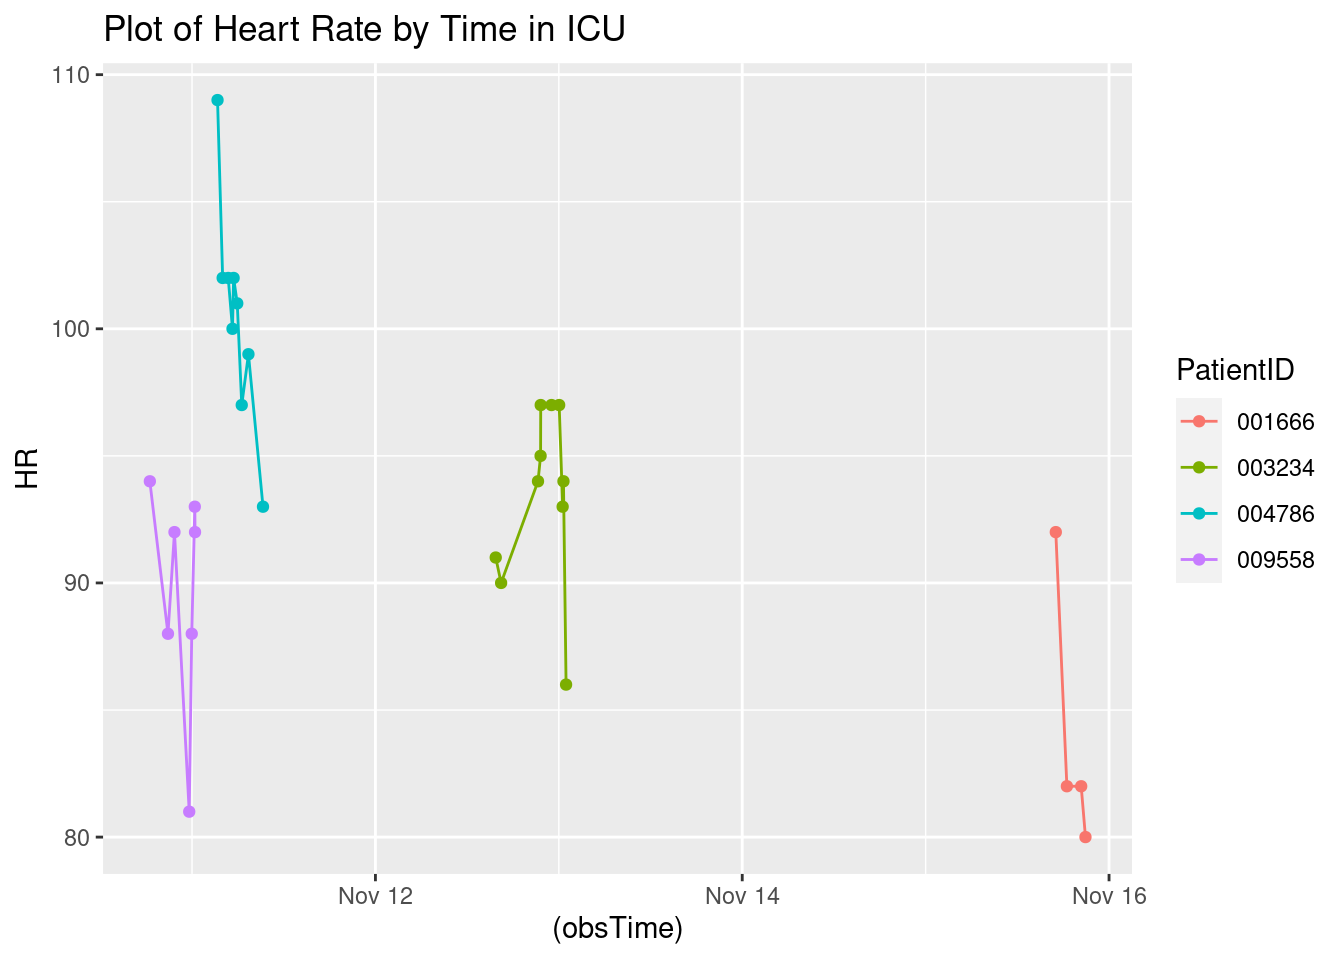 Plot of Heart Rate by Time in ICU
110
100
90
80
HR
Nov 12
Nov 14
Nov 16
(obsTime)
PatientID
001666
003234
004786
009558